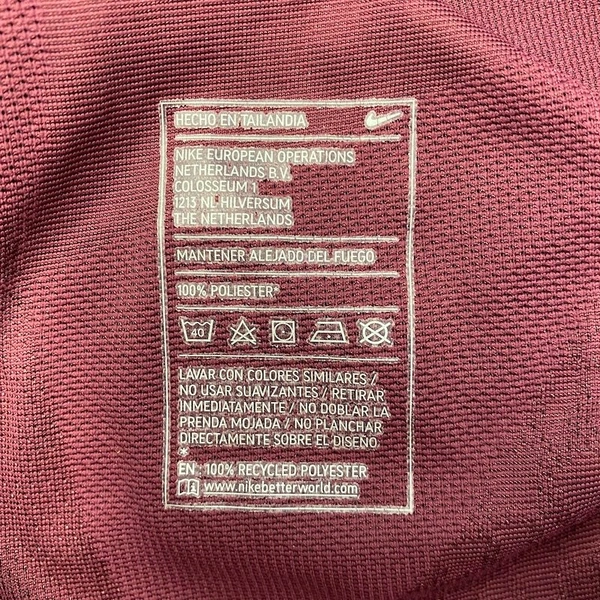 HECHO EN TAILANDIA
NIKE EUROPEAN OPERATIONS
NETHERLANDS B.V.
COLOSSEUM 1
1213 NL HILVERSUM
THE NETHERLANDS
MANTENER ALEJADO DEL FUEGO
100% POLIESTER*
40
LAVAR CON COLORES SIMILARES /
NO USAR SUAVIZANTES / RETIRAR
INMEDIATAMENTE / NO DOBLAR LA
PRENDA MOJADA / NO PLANCHAR
DIRECTAMENTE SOBRE EL DISEÑO.
*
EN : 100% RECYCLED POLYESTER
www.nikebetterworld.com